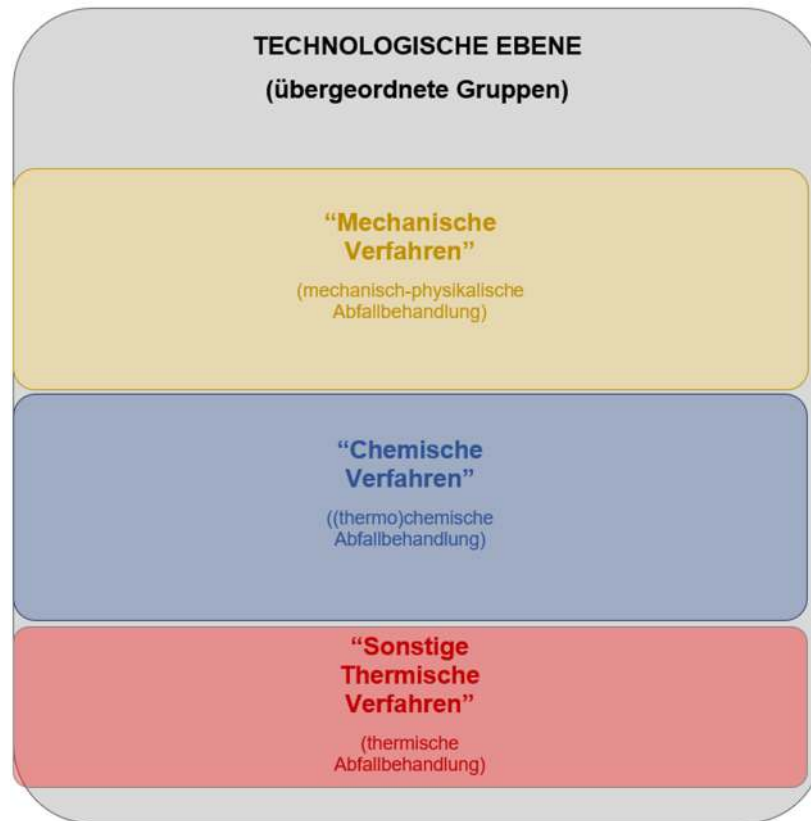 TECHNOLOGISCHE EBENE
(übergeordnete Gruppen)
“Mechanische
Verfahren”
(mechanisch-physikalische
Abfallbehandlung)
“Chemische
Verfahren”
((thermo)chemische
Abfallbehandlung)
“Sonstige
Thermische
Verfahren”
(thermische
Abfallbehandlung)